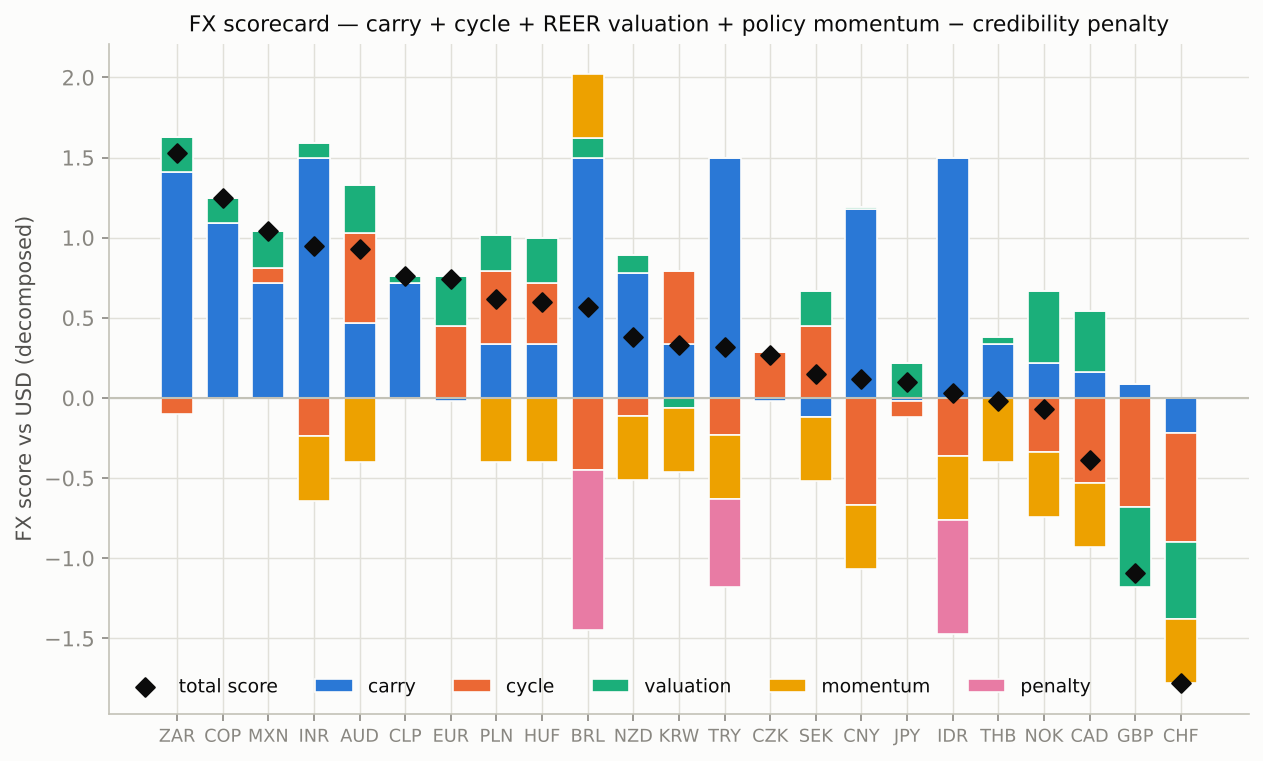 FX scorecard — carry + cycle + REER valuation + policy momentum − credibility penalty
FX score vs USD (decomposed)
2.0
1.5
1.0
0.5
0.0
−0.5
−1.0
−1.5
total score carry cycle valuation momentum penalty
ZAR COP MXN INR AUD CLP EUR PLN HUF BRL NZD KRW TRY CZK SEK CNY JPY IDR THB NOK CAD GBP CHF